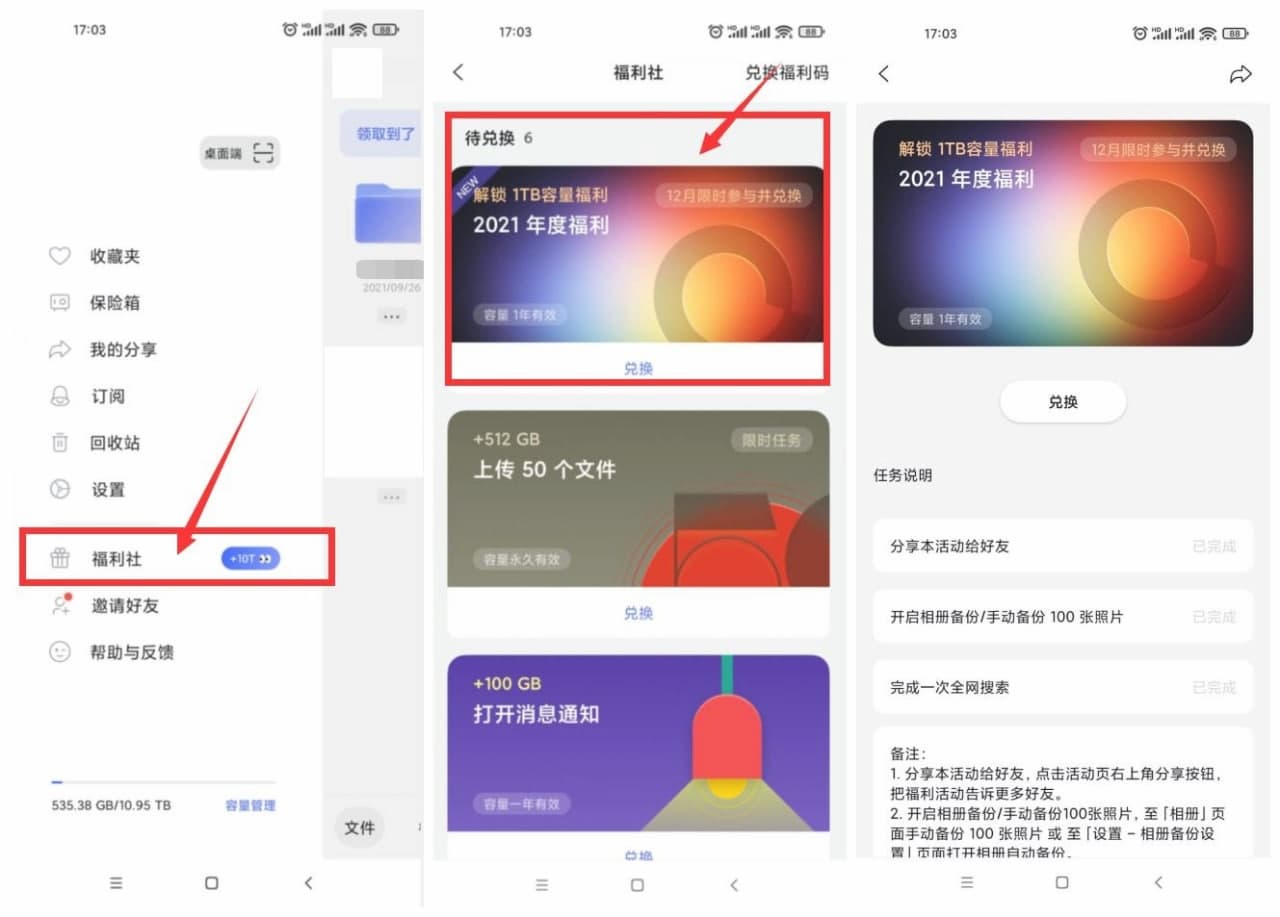 17:03
HD HD 88
桌面端
收藏夹
保险箱
我的分享
订阅
回收站
设置
福利社
+10T
邀请好友
帮助与反馈
535.38 GB/10.95 TB
容量管理
领取到了
2021/09/26
文件
17:03
HD HD 88
福利社
兑换福利码
待兑换 6
NEW
解锁 1TB容量福利
12月限时参与并兑换
2021 年度福利
容量 1年有效
兑换
+512 GB
限时任务
上传 50 个文件
容量永久有效
兑换
+100 GB
打开消息通知
容量一年有效
兑换
17:03
HD HD 88
解锁 1TB容量福利
12月限时参与并兑换
2021 年度福利
容量 1年有效
兑换
任务说明
分享本活动给好友
已完成
开启相册备份/手动备份 100 张照片
已完成
完成一次全网搜索
已完成
备注:
1. 分享本活动给好友，点击活动页右上角分享按钮，
把福利活动告诉更多好友。
2. 开启相册备份/手动备份100张照片，至「相册」页
面手动备份 100 张照片 或 至「设置 – 相册备份设
置」页面打开相册自动备份。